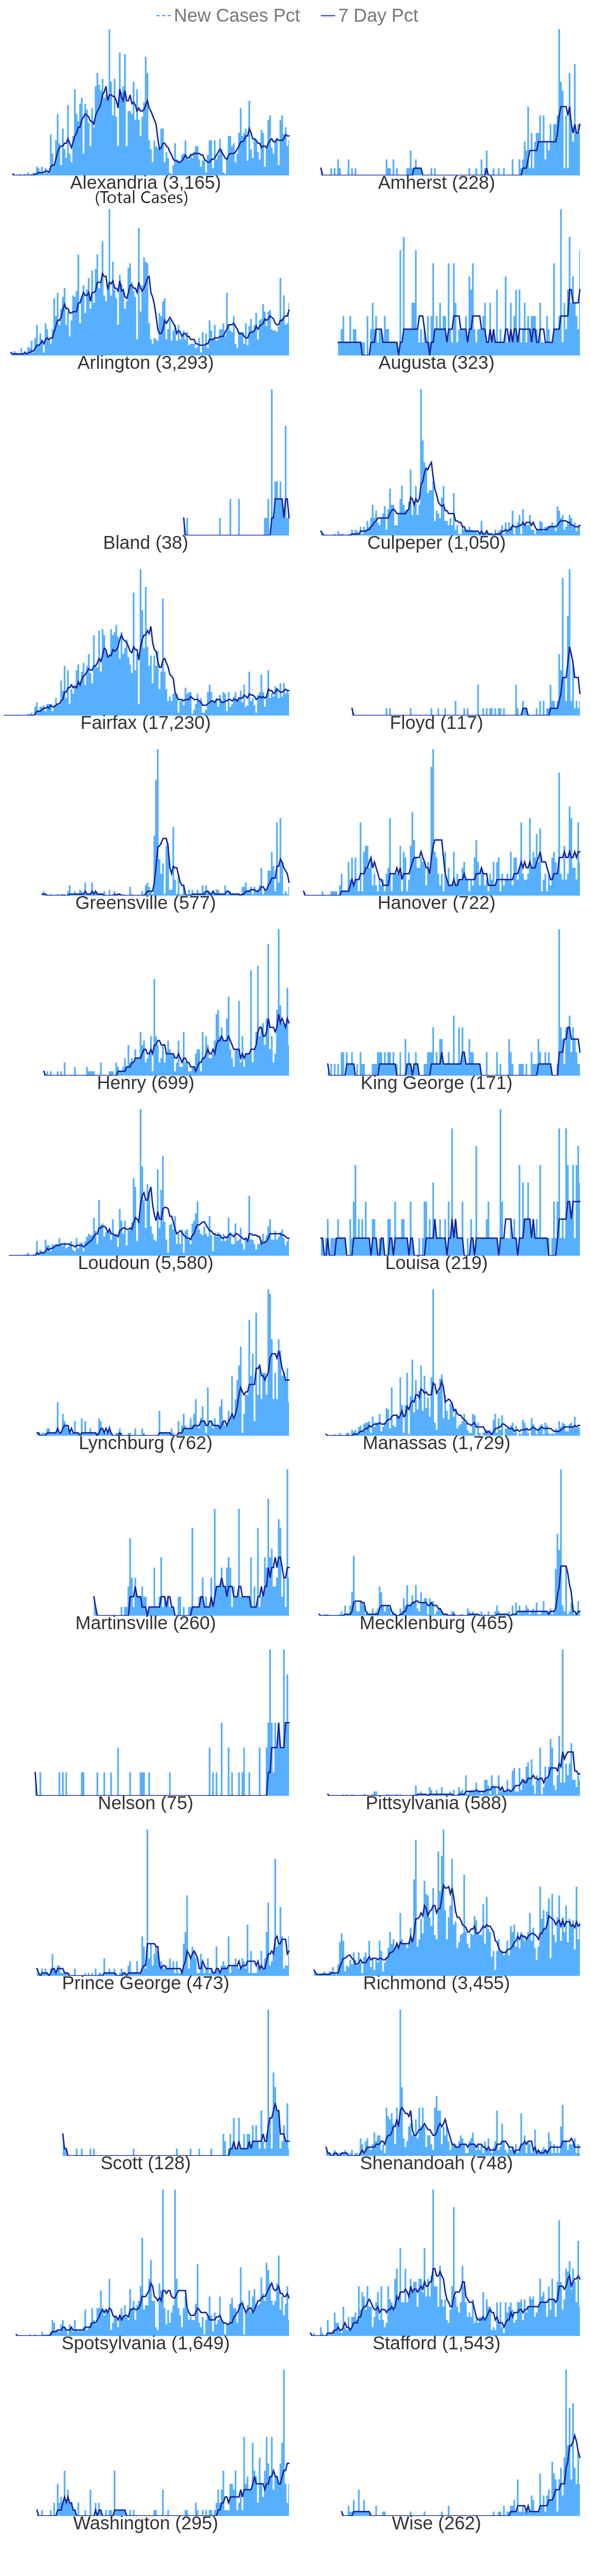 New Cases Pct 7 Day Pct
Alexandria (3,165) Amherst (228)
(Total Cases)
Arlington (3,293) Augusta (323)
Bland (38) Culpeper (1,050)
Fairfax (17,230) Floyd (117)
Greensville (577) Hanover (722)
Henry (699) King George (171)
Loudoun (5,580) Louisa (219)
Lynchburg (762) Manassas (1,729)
Martinsville (260) Mecklenburg (465)
Nelson (75) Pittsylvania (588)
Prince George (473) Richmond (3,455)
Scott (128) Shenandoah (748)
Spotsylvania (1,649) Stafford (1,543)
Washington (295) Wise (262)